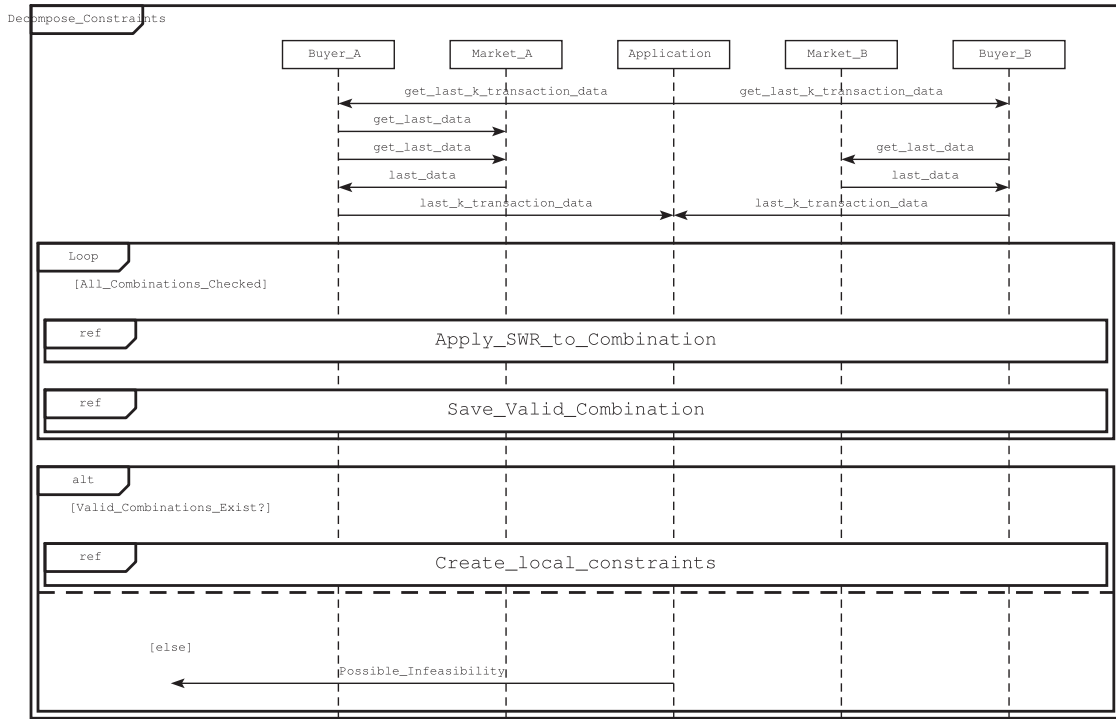 Decompose_Constraints
Buyer_A Market_A Application Market_B Buyer_B
get_last_k_transaction_data get_last_k_transaction_data
get_last_data
get_last_data get_last_data
last_data last_data
last_k_transaction_data last_k_transaction_data
Loop
[All_Combinations_Checked]
ref Apply_SWR_to_Combination
ref Save_Valid_Combination
alt
[Valid_Combinations_Exist?]
ref Create_local_constraints
[else]
Possible_Infeasibility